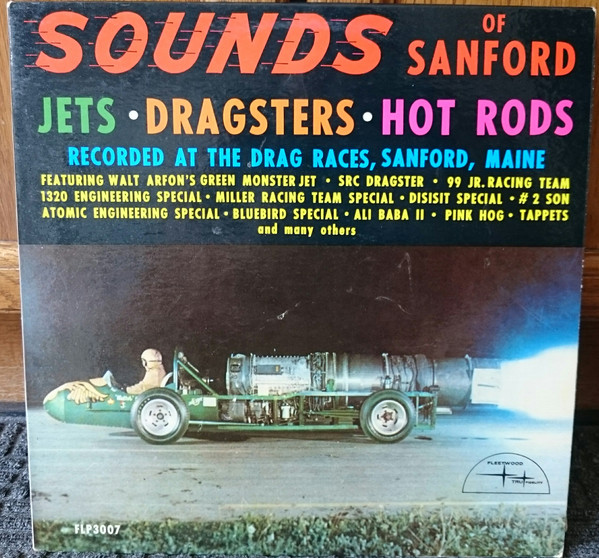 SOUNDS OF SANFORD
JETS · DRAGSTERS · HOT RODS
RECORDED AT THE DRAG RACES, SANFORD, MAINE
FEATURING WALT ARFON'S GREEN MONSTER JET · SRC DRAGSTER · 99 JR. RACING TEAM
1320 ENGINEERING SPECIAL · MILLER RACING TEAM SPECIAL · DISISIT SPECIAL · # 2 SON
ATOMIC ENGINEERING SPECIAL · BLUEBIRD SPECIAL · ALI BABA II · PINK HOG · TAPPETS
and many others
FLEETWOOD
TRU FIDELITY
FLP3007